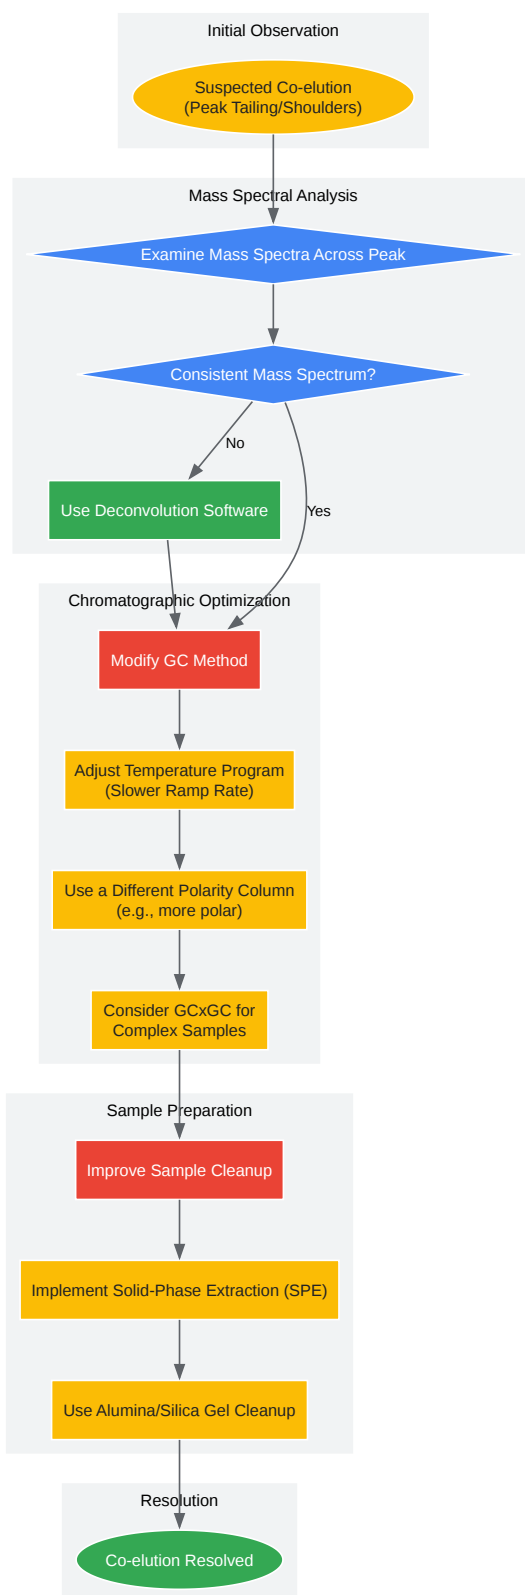 Initial Observation
Suspected Co-elution
(Peak Tailing/Shoulders)
Mass Spectral Analysis
Examine Mass Spectra Across Peak
Consistent Mass Spectrum?
No
Yes
Use Deconvolution Software
Chromatographic Optimization
Modify GC Method
Adjust Temperature Program
(Slower Ramp Rate)
Use a Different Polarity Column
(e.g., more polar)
Consider GCxGC for
Complex Samples
Sample Preparation
Improve Sample Cleanup
Implement Solid-Phase Extraction (SPE)
Use Alumina/Silica Gel Cleanup
Resolution
Co-elution Resolved